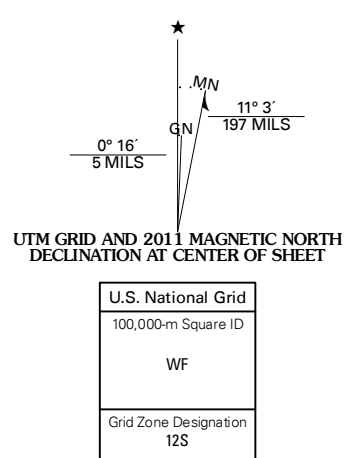 MN
11° 3´
197 MILS
GN
0° 16´
5 MILS
UTM GRID AND 2011 MAGNETIC NORTH
DECLINATION AT CENTER OF SHEET
U.S. National Grid
100,000-m Square ID
WF
Grid Zone Designation
12S